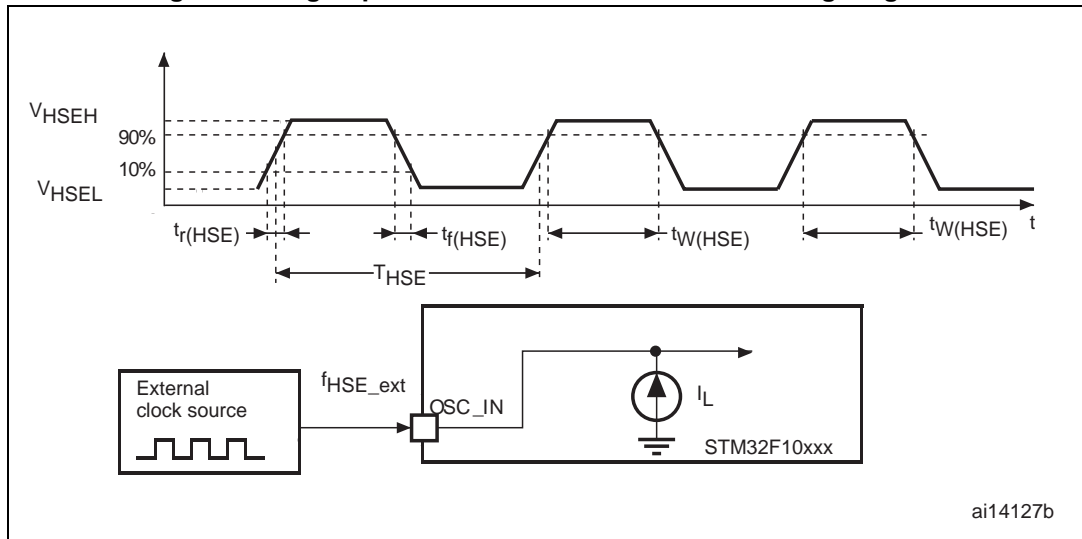 VHSEH
90%
10%
VHSEL
tr(HSE)
tf(HSE)
tW(HSE)
tW(HSE)
t
THSE
External
clock source
fHSE_ext
OSC_IN
IL
STM32F10xxx
ai14127b